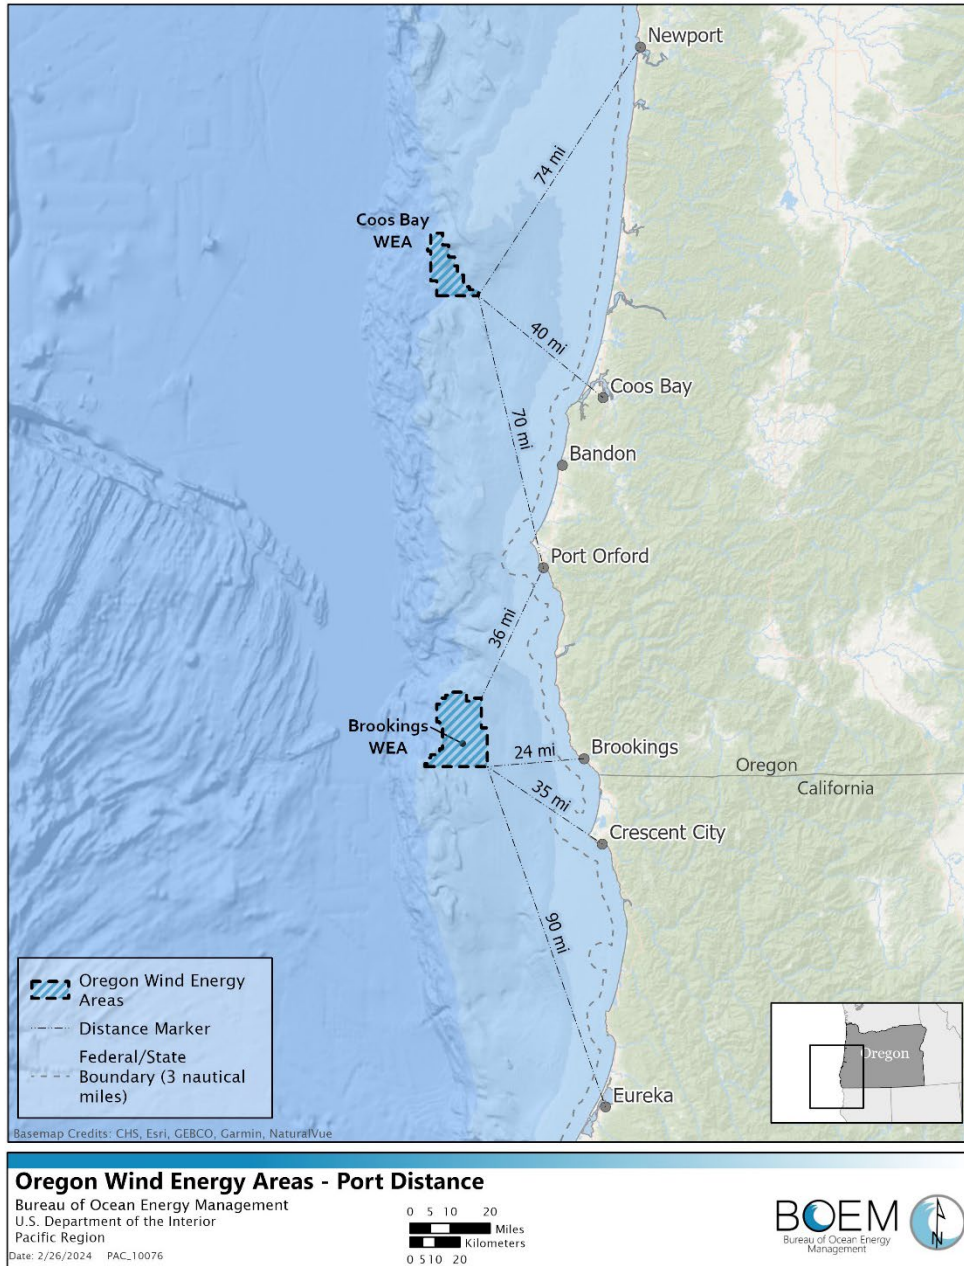 Newport
74 mi
Coos Bay
WEA
40 mi
Coos Bay
70 mi
Bandon
Port Orford
36 mi
Brookings
WEA
24 mi
Brookings
Oregon
California
35 mi
Crescent City
90 mi
Oregon Wind Energy
Areas
Distance Marker
Federal/State
Boundary (3 nautical
miles)
Oregon
Eureka
Basemap Credits: CHS, Esri, GEBCO, Garmin, NaturalVue
Oregon Wind Energy Areas - Port Distance
Bureau of Ocean Energy Management
U.S. Department of the Interior
Pacific Region
Date: 2/26/2024 PAC_10076
0 5 10 20
Miles
Kilometers
0 5 10 20
BOEM
Bureau of Ocean Energy
Management
N